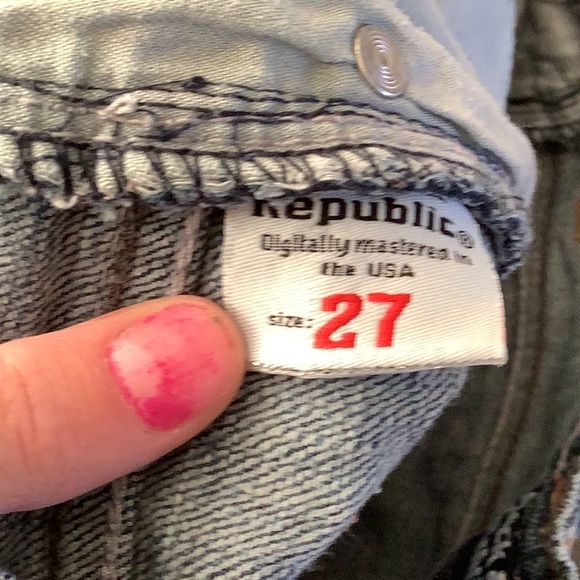 Republic®
Digitally mastered in
the USA
size: 27